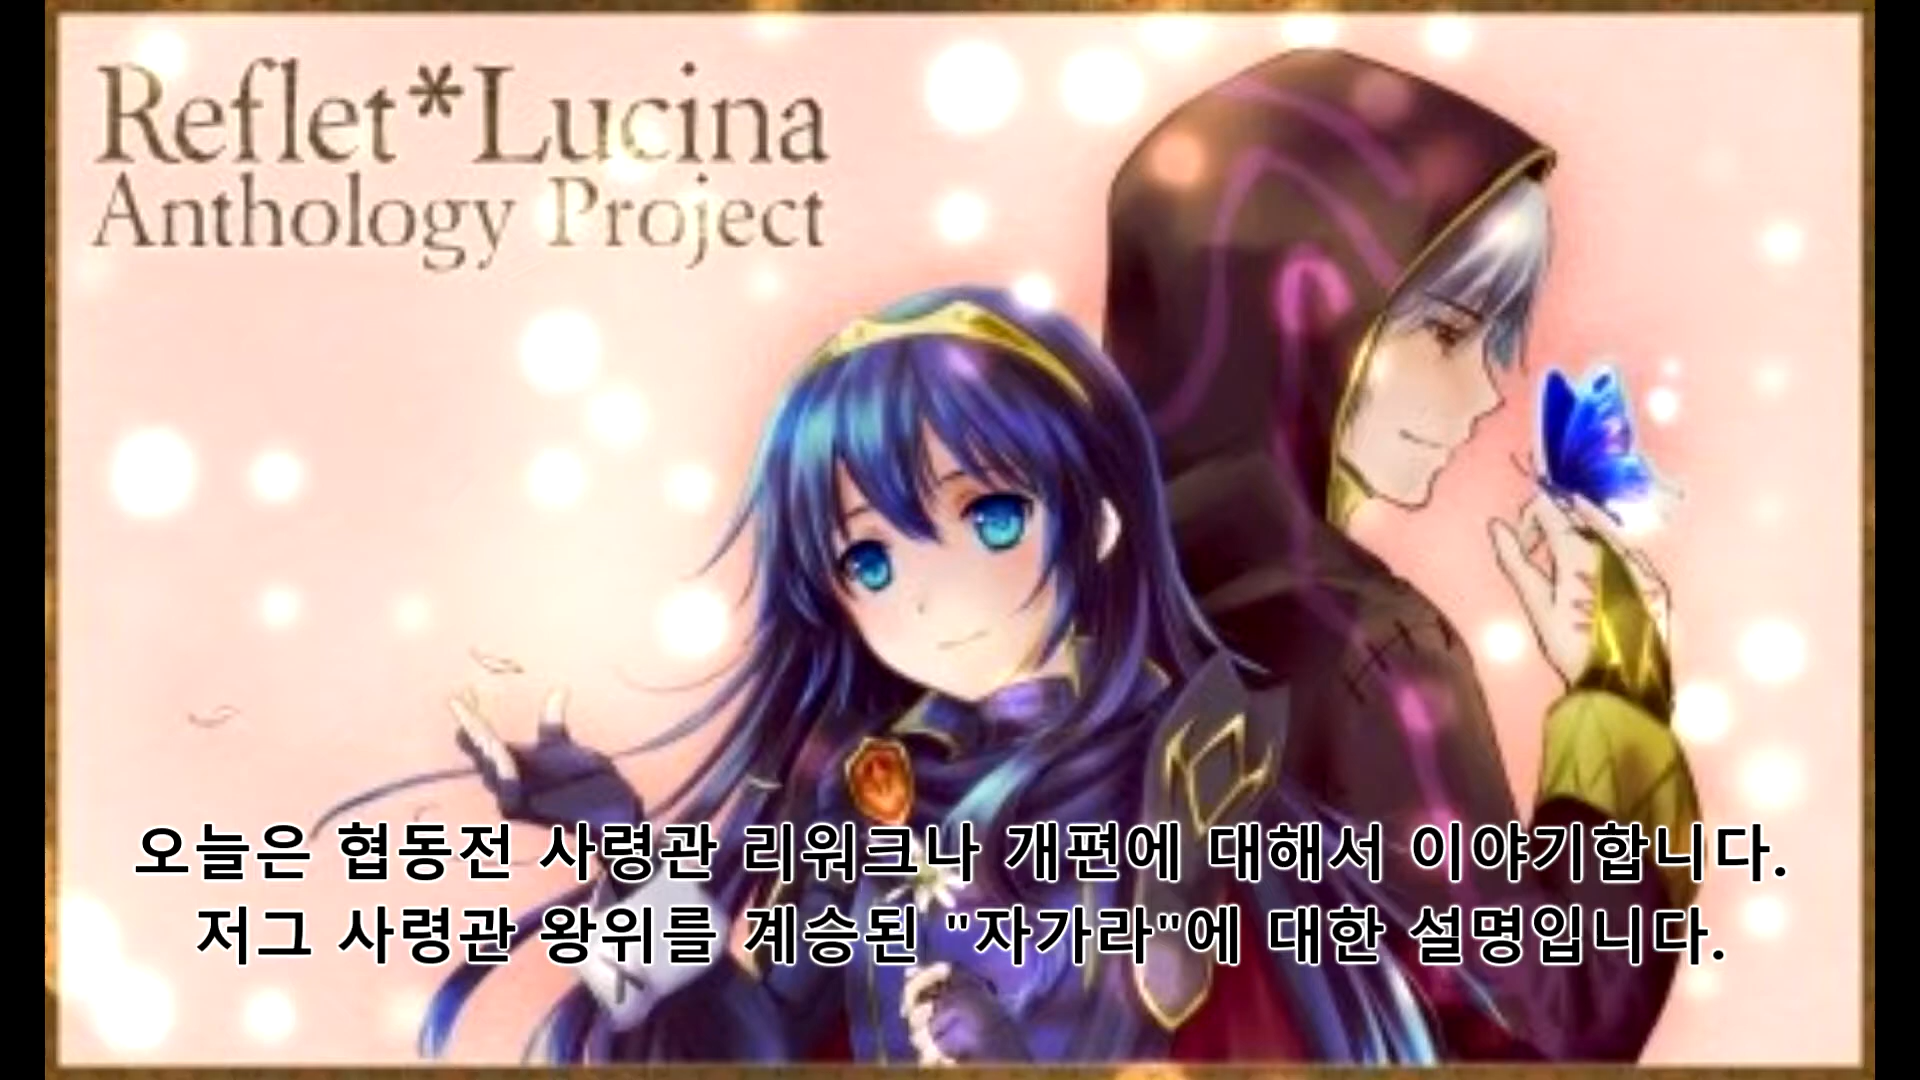 Reflet*Lucina
Anthology Project
오늘은 협동전 사령관 리워크나 개편에 대해서 이야기합니다.
저그 사령관 왕위를 계승된 "자가라"에 대한 설명입니다.